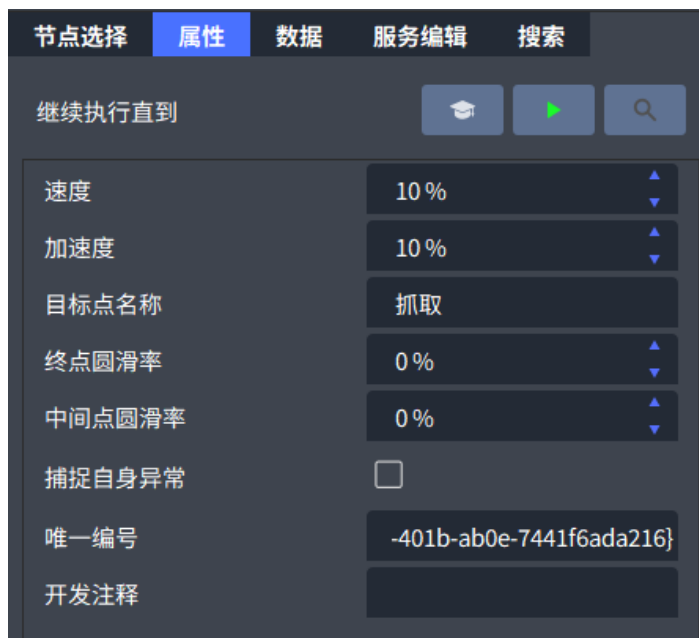 节点选择 属性 数据 服务编辑 搜索
继续执行直到
速度 10 %
加速度 10 %
目标点名称 抓取
终点圆滑率 0 %
中间点圆滑率 0 %
捕捉自身异常
唯一编号 -401b-ab0e-7441f6ada216}
开发注释